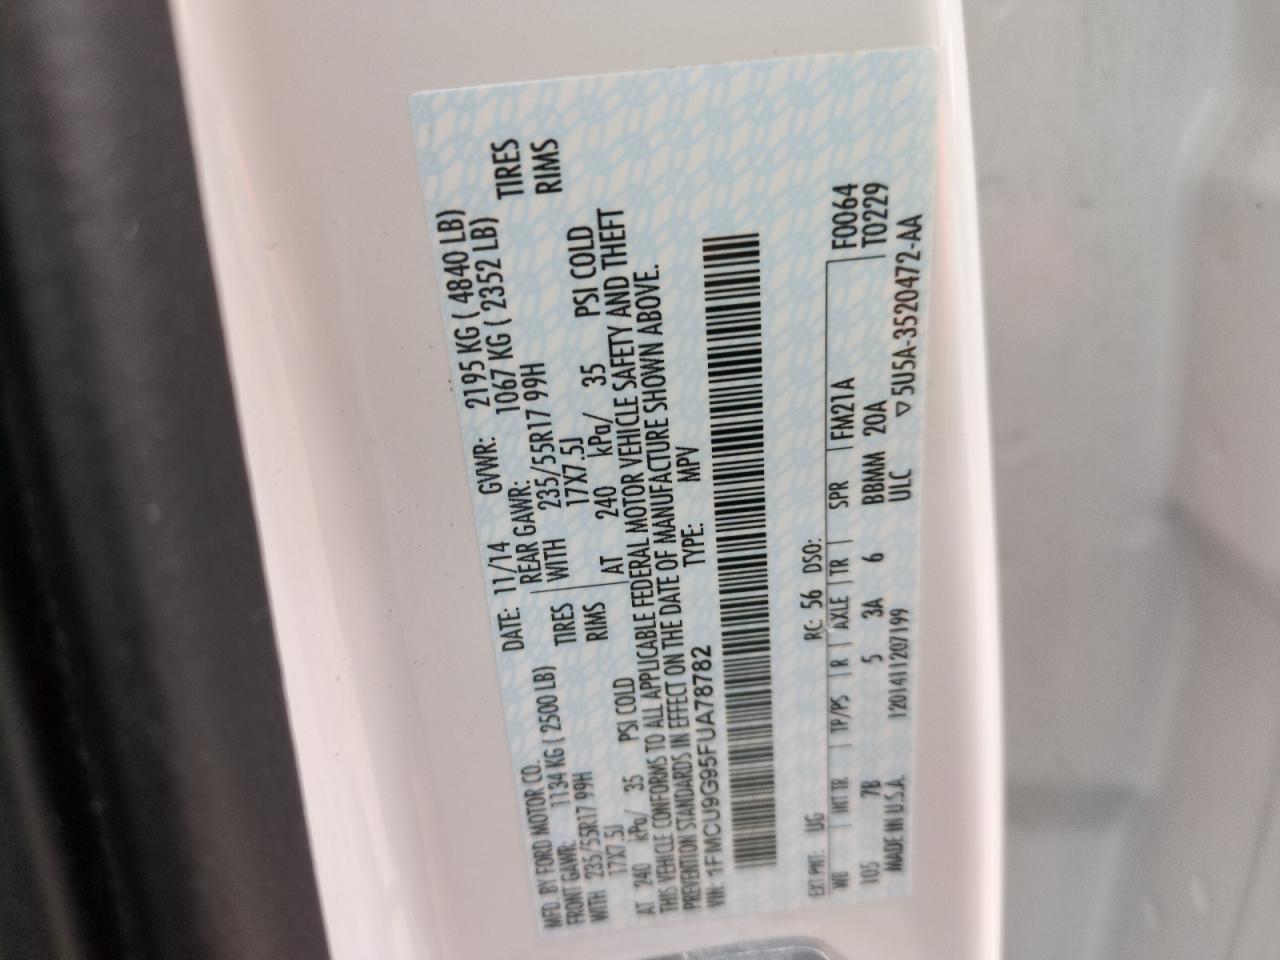 MFD. BY FORD MOTOR CO.
DATE: 11/14 GVWR: 2195 KG ( 4840 LB)
FRONT GAWR: 1134 KG ( 2500 LB) REAR GAWR: 1067 KG ( 2352 LB)
WITH 235/55R17 99H TIRES WITH 235/55R17 99H TIRES
17X7.5J RIMS 17X7.5J RIMS
AT 240 kPa/ 35 PSI COLD AT 240 kPa/ 35 PSI COLD
THIS VEHICLE CONFORMS TO ALL APPLICABLE FEDERAL MOTOR VEHICLE SAFETY AND THEFT
PREVENTION STANDARDS IN EFFECT ON THE DATE OF MANUFACTURE SHOWN ABOVE.
VIN: 1FMCU9G95FUA78782 TYPE: MPV
EXT PNT: UG RC: 56 DSO:
WB INT TR TP/PS R AXLE TR SPR FM21A F0064
105 7B 5 3A 6 BBMM 20A T0229
MADE IN U.S.A. 1201411207199 ULC ▽5U5A-3520472-AA